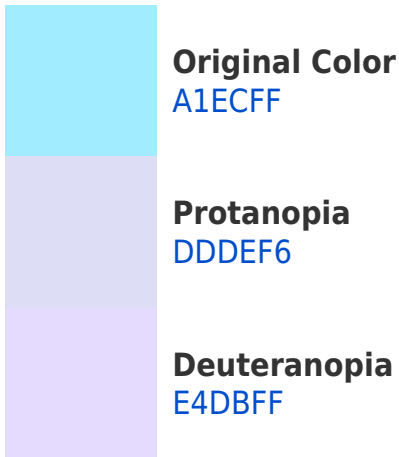 Original Color
A1ECFF
Protanopia
DDDEF6
Deuteranopia
E4DBFF